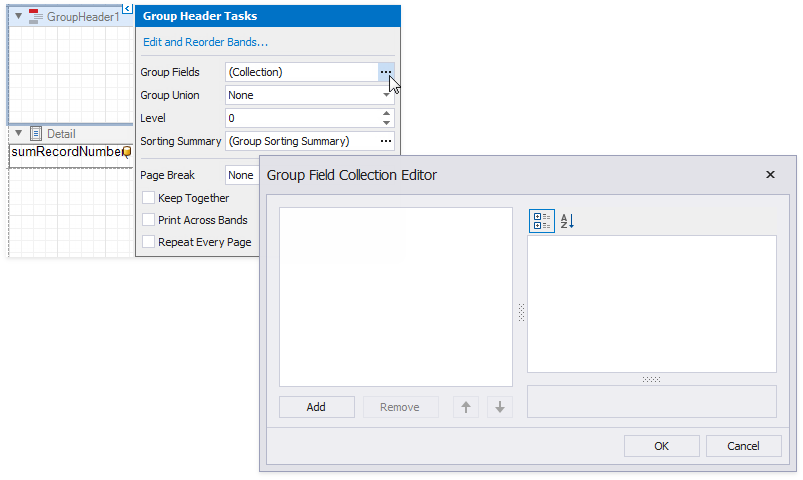 GroupHeader1
Group Header Tasks
Edit and Reorder Bands...
Group Fields (Collection) ...
Group Union None
Level 0
Detail
Sorting Summary (Group Sorting Summary) ...
sumRecordNumber(
Page Break None
Keep Together
Print Across Bands
Repeat Every Page
Group Field Collection Editor
Add Remove
OK Cancel